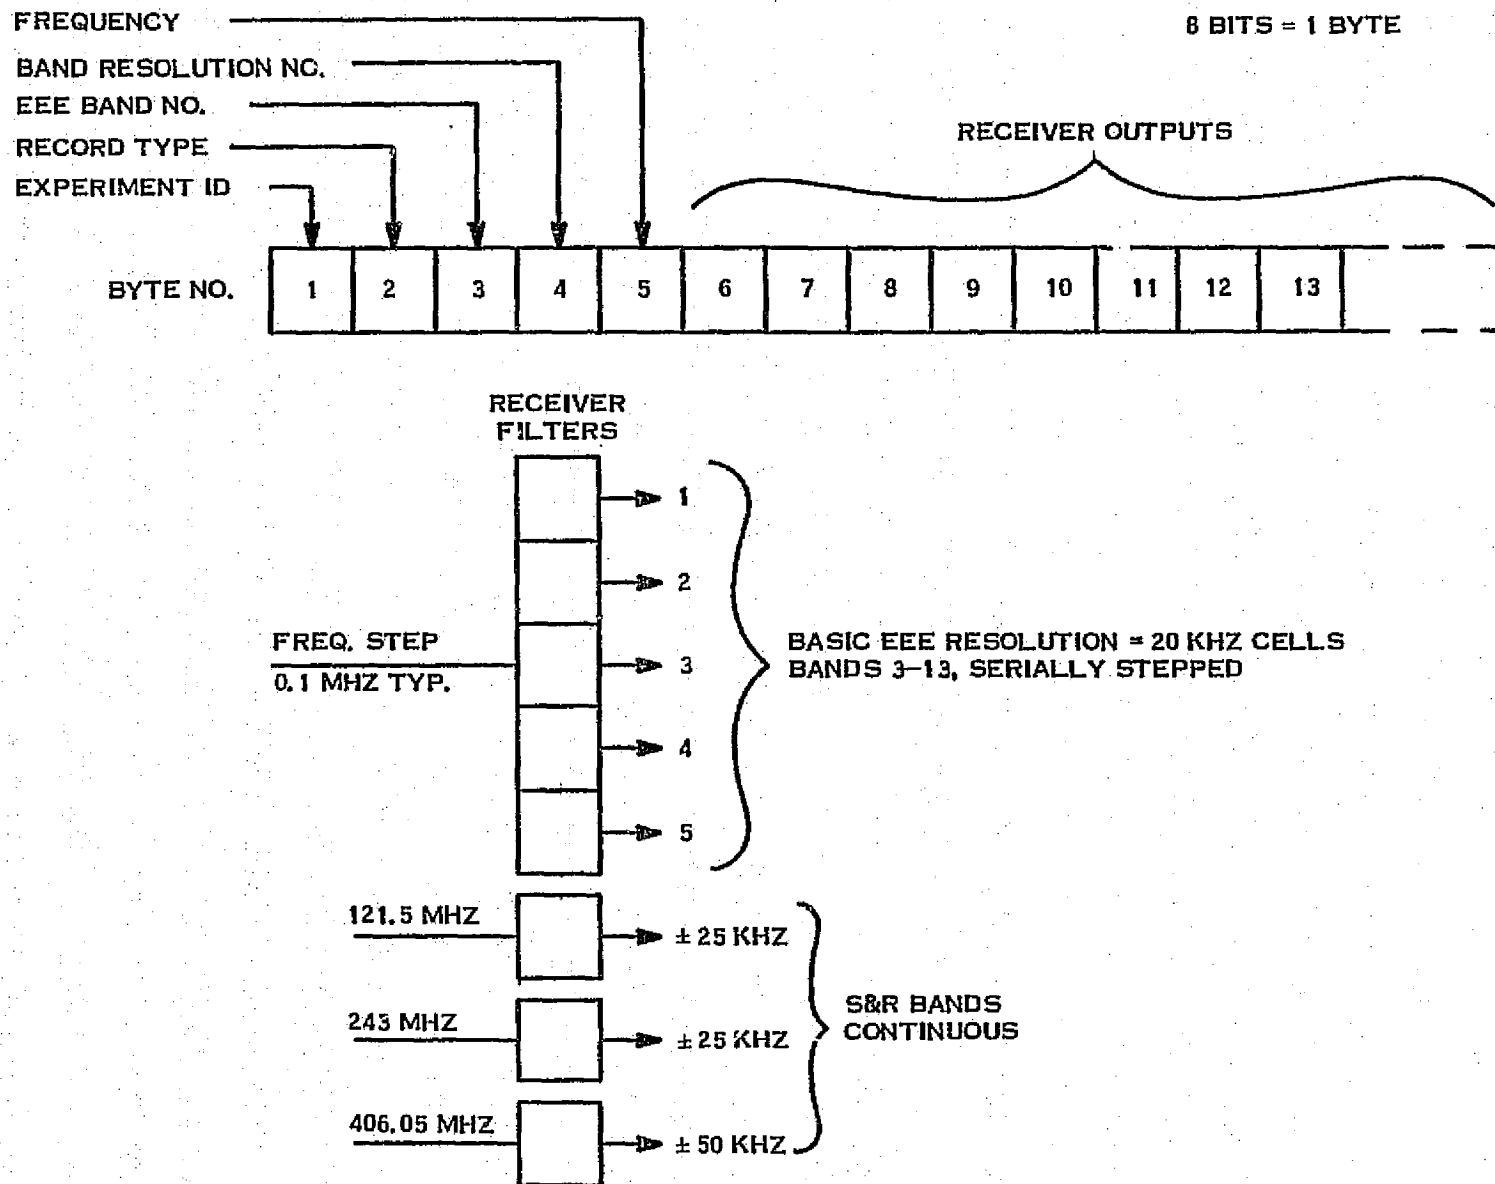 FREQUENCY
8 BITS = 1 BYTE
BAND RESOLUTION NO.
EEE BAND NO.
RECORD TYPE
EXPERIMENT ID
RECEIVER OUTPUTS
BYTE NO. 1 2 3 4 5 6 7 8 9 10 11 12 13
RECEIVER
FILTERS
1
2
FREQ. STEP
0.1 MHZ TYP.
3
BASIC EEE RESOLUTION = 20 KHZ CELLS
BANDS 3-13, SERIALLY STEPPED
4
5
121.5 MHZ
± 25 KHZ
243 MHZ
± 25 KHZ
S&R BANDS
CONTINUOUS
406.05 MHZ
± 50 KHZ